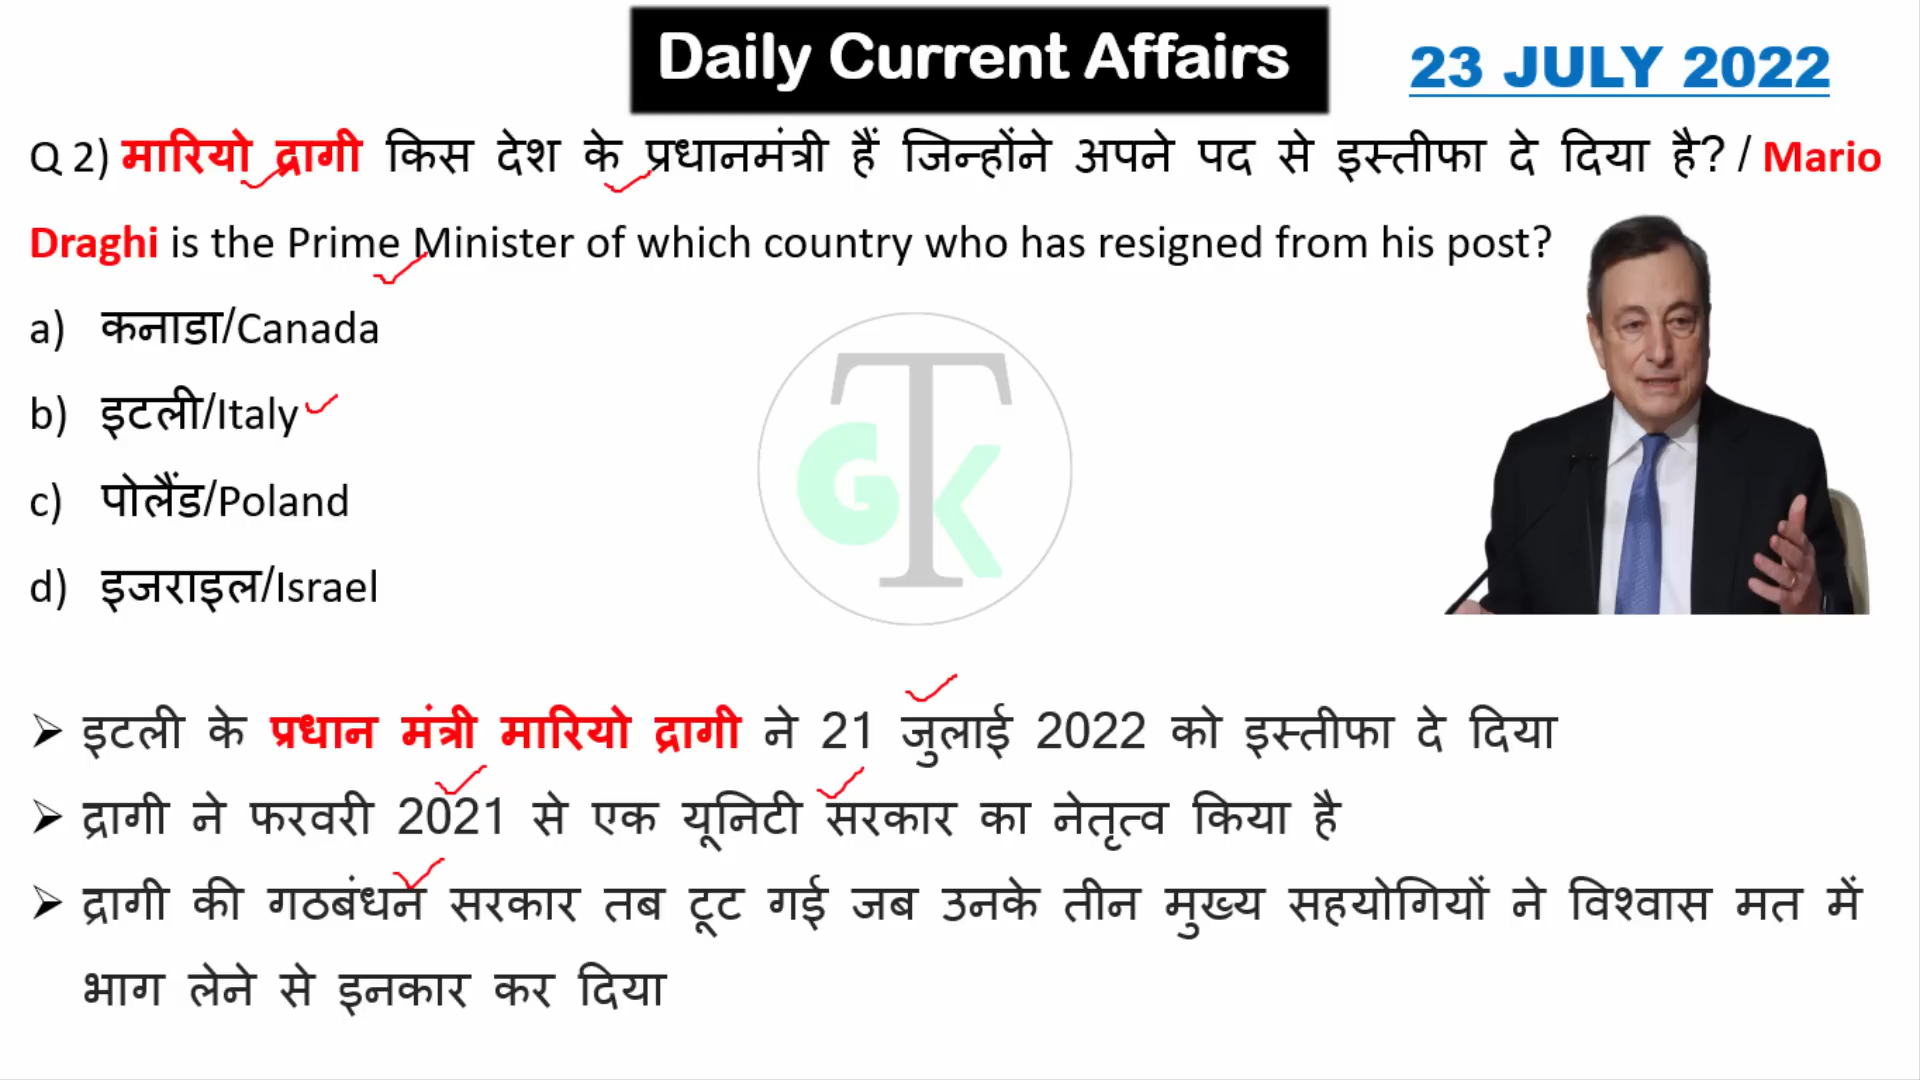 Daily Current Affairs
23 JULY 2022
Q 2) मारियो द्रागी किस देश के प्रधानमंत्री हैं जिन्होंने अपने पद से इस्तीफा दे दिया है? / Mario
Draghi is the Prime Minister of which country who has resigned from his post?
a) कनाडा/Canada
b) इटली/Italy
c) पोलैंड/Poland
d) इजराइल/Israel
GTK
➢ इटली के प्रधान मंत्री मारियो द्रागी ने 21 जुलाई 2022 को इस्तीफा दे दिया
➢ द्रागी ने फरवरी 2021 से एक यूनिटी सरकार का नेतृत्व किया है
➢ द्रागी की गठबंधन सरकार तब टूट गई जब उनके तीन मुख्य सहयोगियों ने विश्वास मत में
भाग लेने से इनकार कर दिया